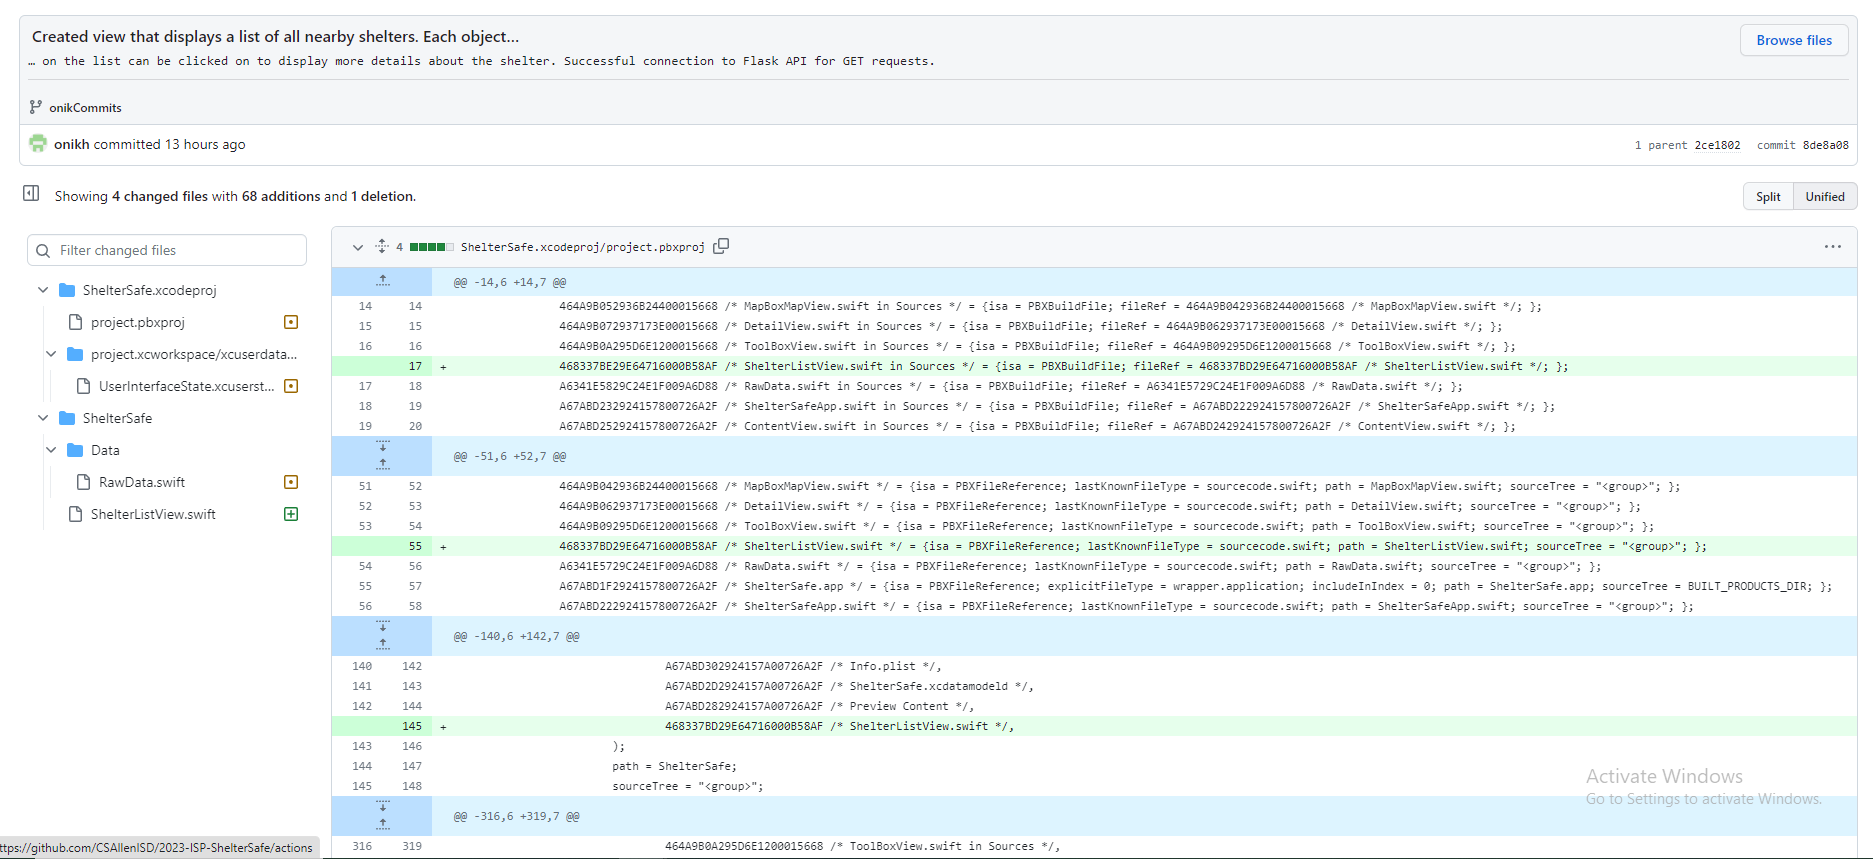 Created view that displays a list of all nearby shelters. Each object...
Browse files
… on the list can be clicked on to display more details about the shelter. Successful connection to Flask API for GET requests.
onikCommits
onikh committed 13 hours ago
1 parent 2ce1802 commit 8de8a08
Showing 4 changed files with 68 additions and 1 deletion.
Split Unified
Filter changed files
ShelterSafe.xcodeproj
project.pbxproj
project.xcworkspace/xcuserdata...
UserInterfaceState.xcuserst...
ShelterSafe
Data
RawData.swift
ShelterListView.swift
4 ShelterSafe.xcodeproj/project.pbxproj
@@ -14,6 +14,7 @@
14 14 464A9B052936B24400015668 /* MapBoxMapView.swift in Sources */ = {isa = PBXBuildFile; fileRef = 464A9B042936B24400015668 /* MapBoxMapView.swift */; };
15 15 464A9B072937173E00015668 /* DetailView.swift in Sources */ = {isa = PBXBuildFile; fileRef = 464A9B062937173E00015668 /* DetailView.swift */; };
16 16 464A9B0A295D6E1200015668 /* ToolBoxView.swift in Sources */ = {isa = PBXBuildFile; fileRef = 464A9B09295D6E1200015668 /* ToolBoxView.swift */; };
17 + 468337BE29E64716000B58AF /* ShelterListView.swift in Sources */ = {isa = PBXBuildFile; fileRef = 468337BD29E64716000B58AF /* ShelterListView.swift */; };
17 18 A6341E5829C24E1F009A6D88 /* RawData.swift in Sources */ = {isa = PBXBuildFile; fileRef = A6341E5729C24E1F009A6D88 /* RawData.swift */; };
18 19 A67ABD232924157800726A2F /* ShelterSafeApp.swift in Sources */ = {isa = PBXBuildFile; fileRef = A67ABD222924157800726A2F /* ShelterSafeApp.swift */; };
19 20 A67ABD252924157800726A2F /* ContentView.swift in Sources */ = {isa = PBXBuildFile; fileRef = A67ABD242924157800726A2F /* ContentView.swift */; };
@@ -51,6 +52,7 @@
51 52 464A9B042936B24400015668 /* MapBoxMapView.swift */ = {isa = PBXFileReference; lastKnownFileType = sourcecode.swift; path = MapBoxMapView.swift; sourceTree = "<group>"; };
52 53 464A9B062937173E00015668 /* DetailView.swift */ = {isa = PBXFileReference; lastKnownFileType = sourcecode.swift; path = DetailView.swift; sourceTree = "<group>"; };
53 54 464A9B09295D6E1200015668 /* ToolBoxView.swift */ = {isa = PBXFileReference; lastKnownFileType = sourcecode.swift; path = ToolBoxView.swift; sourceTree = "<group>"; };
55 + 468337BD29E64716000B58AF /* ShelterListView.swift */ = {isa = PBXFileReference; lastKnownFileType = sourcecode.swift; path = ShelterListView.swift; sourceTree = "<group>"; };
54 56 A6341E5729C24E1F009A6D88 /* RawData.swift */ = {isa = PBXFileReference; lastKnownFileType = sourcecode.swift; path = RawData.swift; sourceTree = "<group>"; };
55 57 A67ABD1F2924157800726A2F /* ShelterSafe.app */ = {isa = PBXFileReference; explicitFileType = wrapper.application; includeInIndex = 0; path = ShelterSafe.app; sourceTree = BUILT_PRODUCTS_DIR; };
56 58 A67ABD222924157800726A2F /* ShelterSafeApp.swift */ = {isa = PBXFileReference; lastKnownFileType = sourcecode.swift; path = ShelterSafeApp.swift; sourceTree = "<group>"; };
@@ -140,6 +142,7 @@
140 142 A67ABD302924157A00726A2F /* Info.plist */,
141 143 A67ABD2D2924157A00726A2F /* ShelterSafe.xcdatamodeld */,
142 144 A67ABD282924157A00726A2F /* Preview Content */,
145 + 468337BD29E64716000B58AF /* ShelterListView.swift */,
143 146 );
144 147 path = ShelterSafe;
145 148 sourceTree = "<group>";
@@ -316,6 +319,7 @@
316 319 464A9B0A295D6E1200015668 /* ToolBoxView.swift in Sources */,
Activate Windows
Go to Settings to activate Windows.
ttps://github.com/CSAllenISD/2023-ISP-ShelterSafe/actions